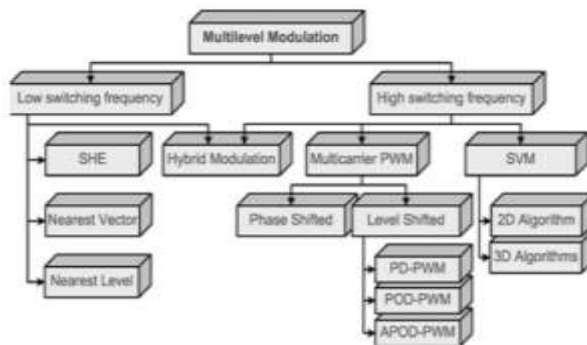 Multilevel Modulation
Low switching frequency
High switching frequency
SHE
Hybrid Modulation
Multicarrier PWM
SVM
Nearest Vector
Phase Shifted
Level Shifted
2D Algorithm
Nearest Level
PD-PWM
3D Algorithms
POD-PWM
APOD-PWM